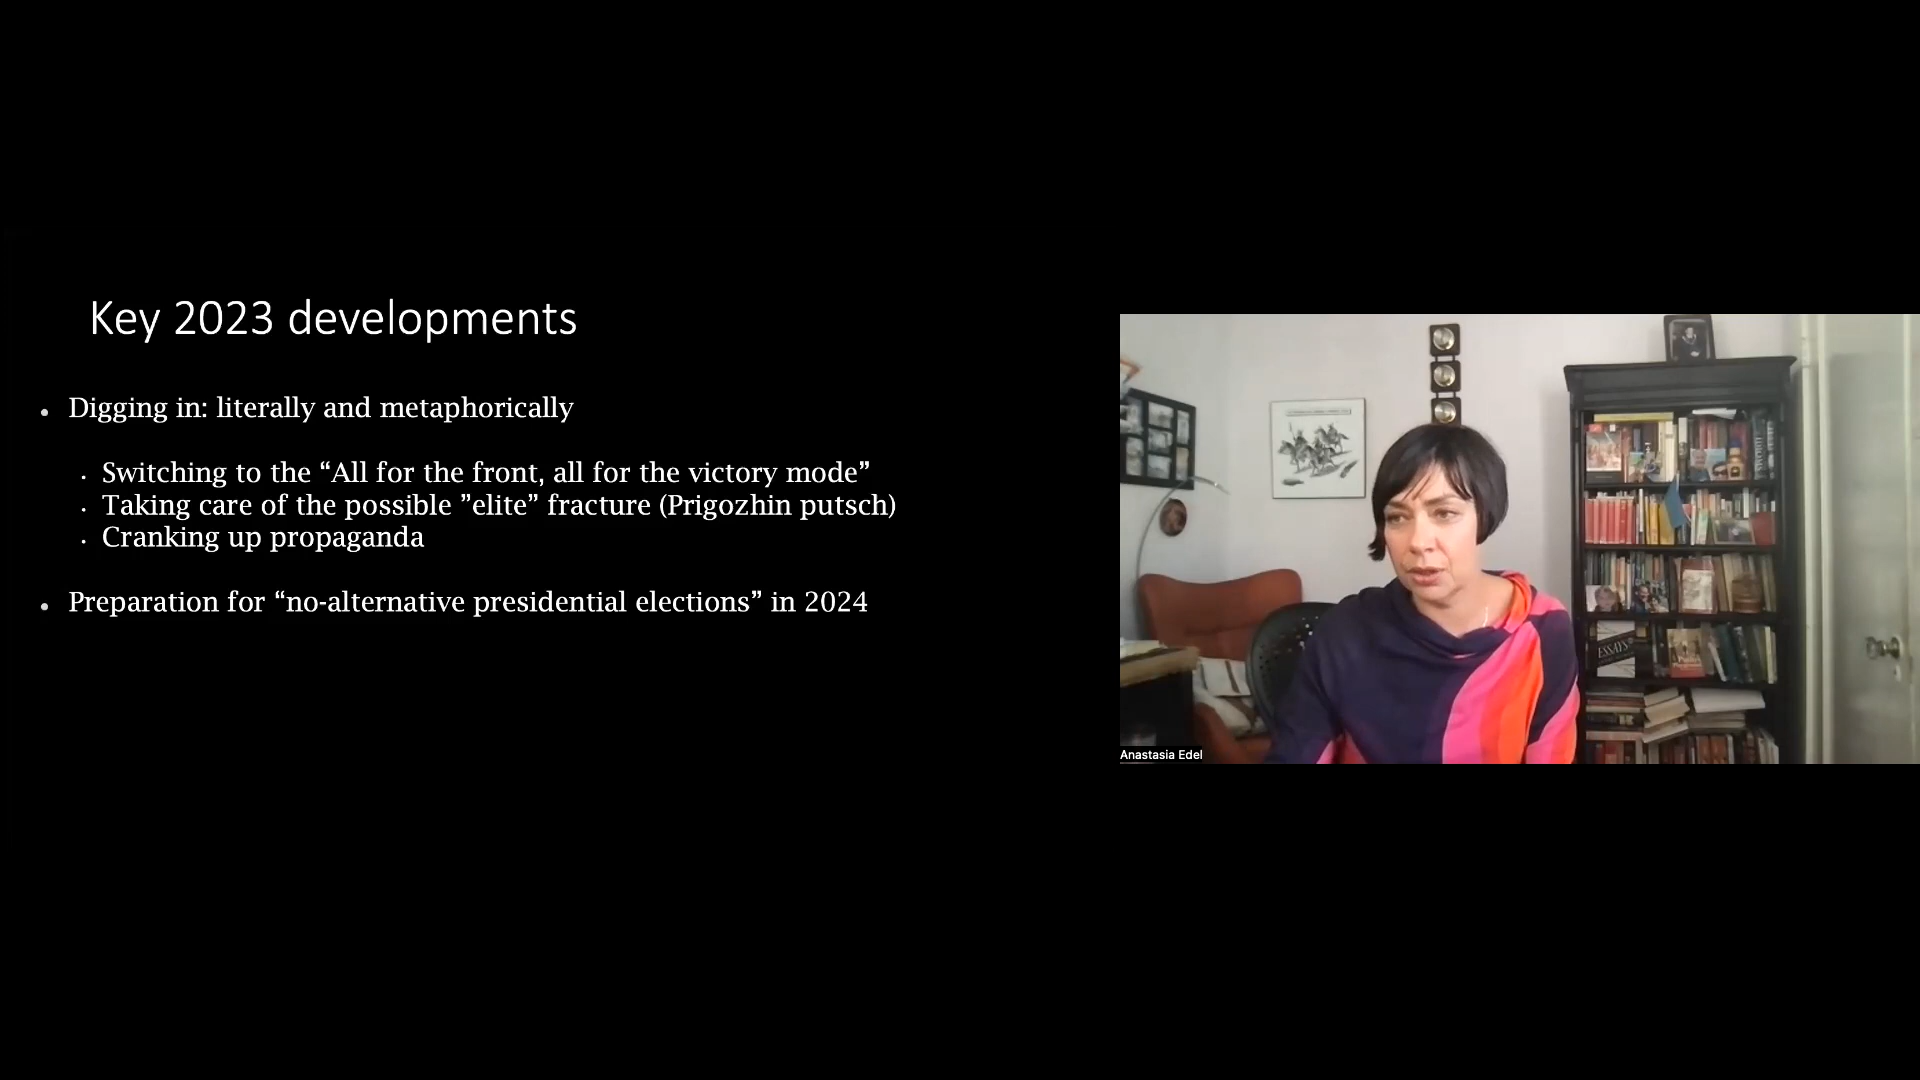 Key 2023 developments
Digging in: literally and metaphorically
Switching to the “All for the front, all for the victory mode”
Taking care of the possible ”elite” fracture (Prigozhin putsch)
Cranking up propaganda
Preparation for “no-alternative presidential elections” in 2024
ESSAYS
Anastasia Edel